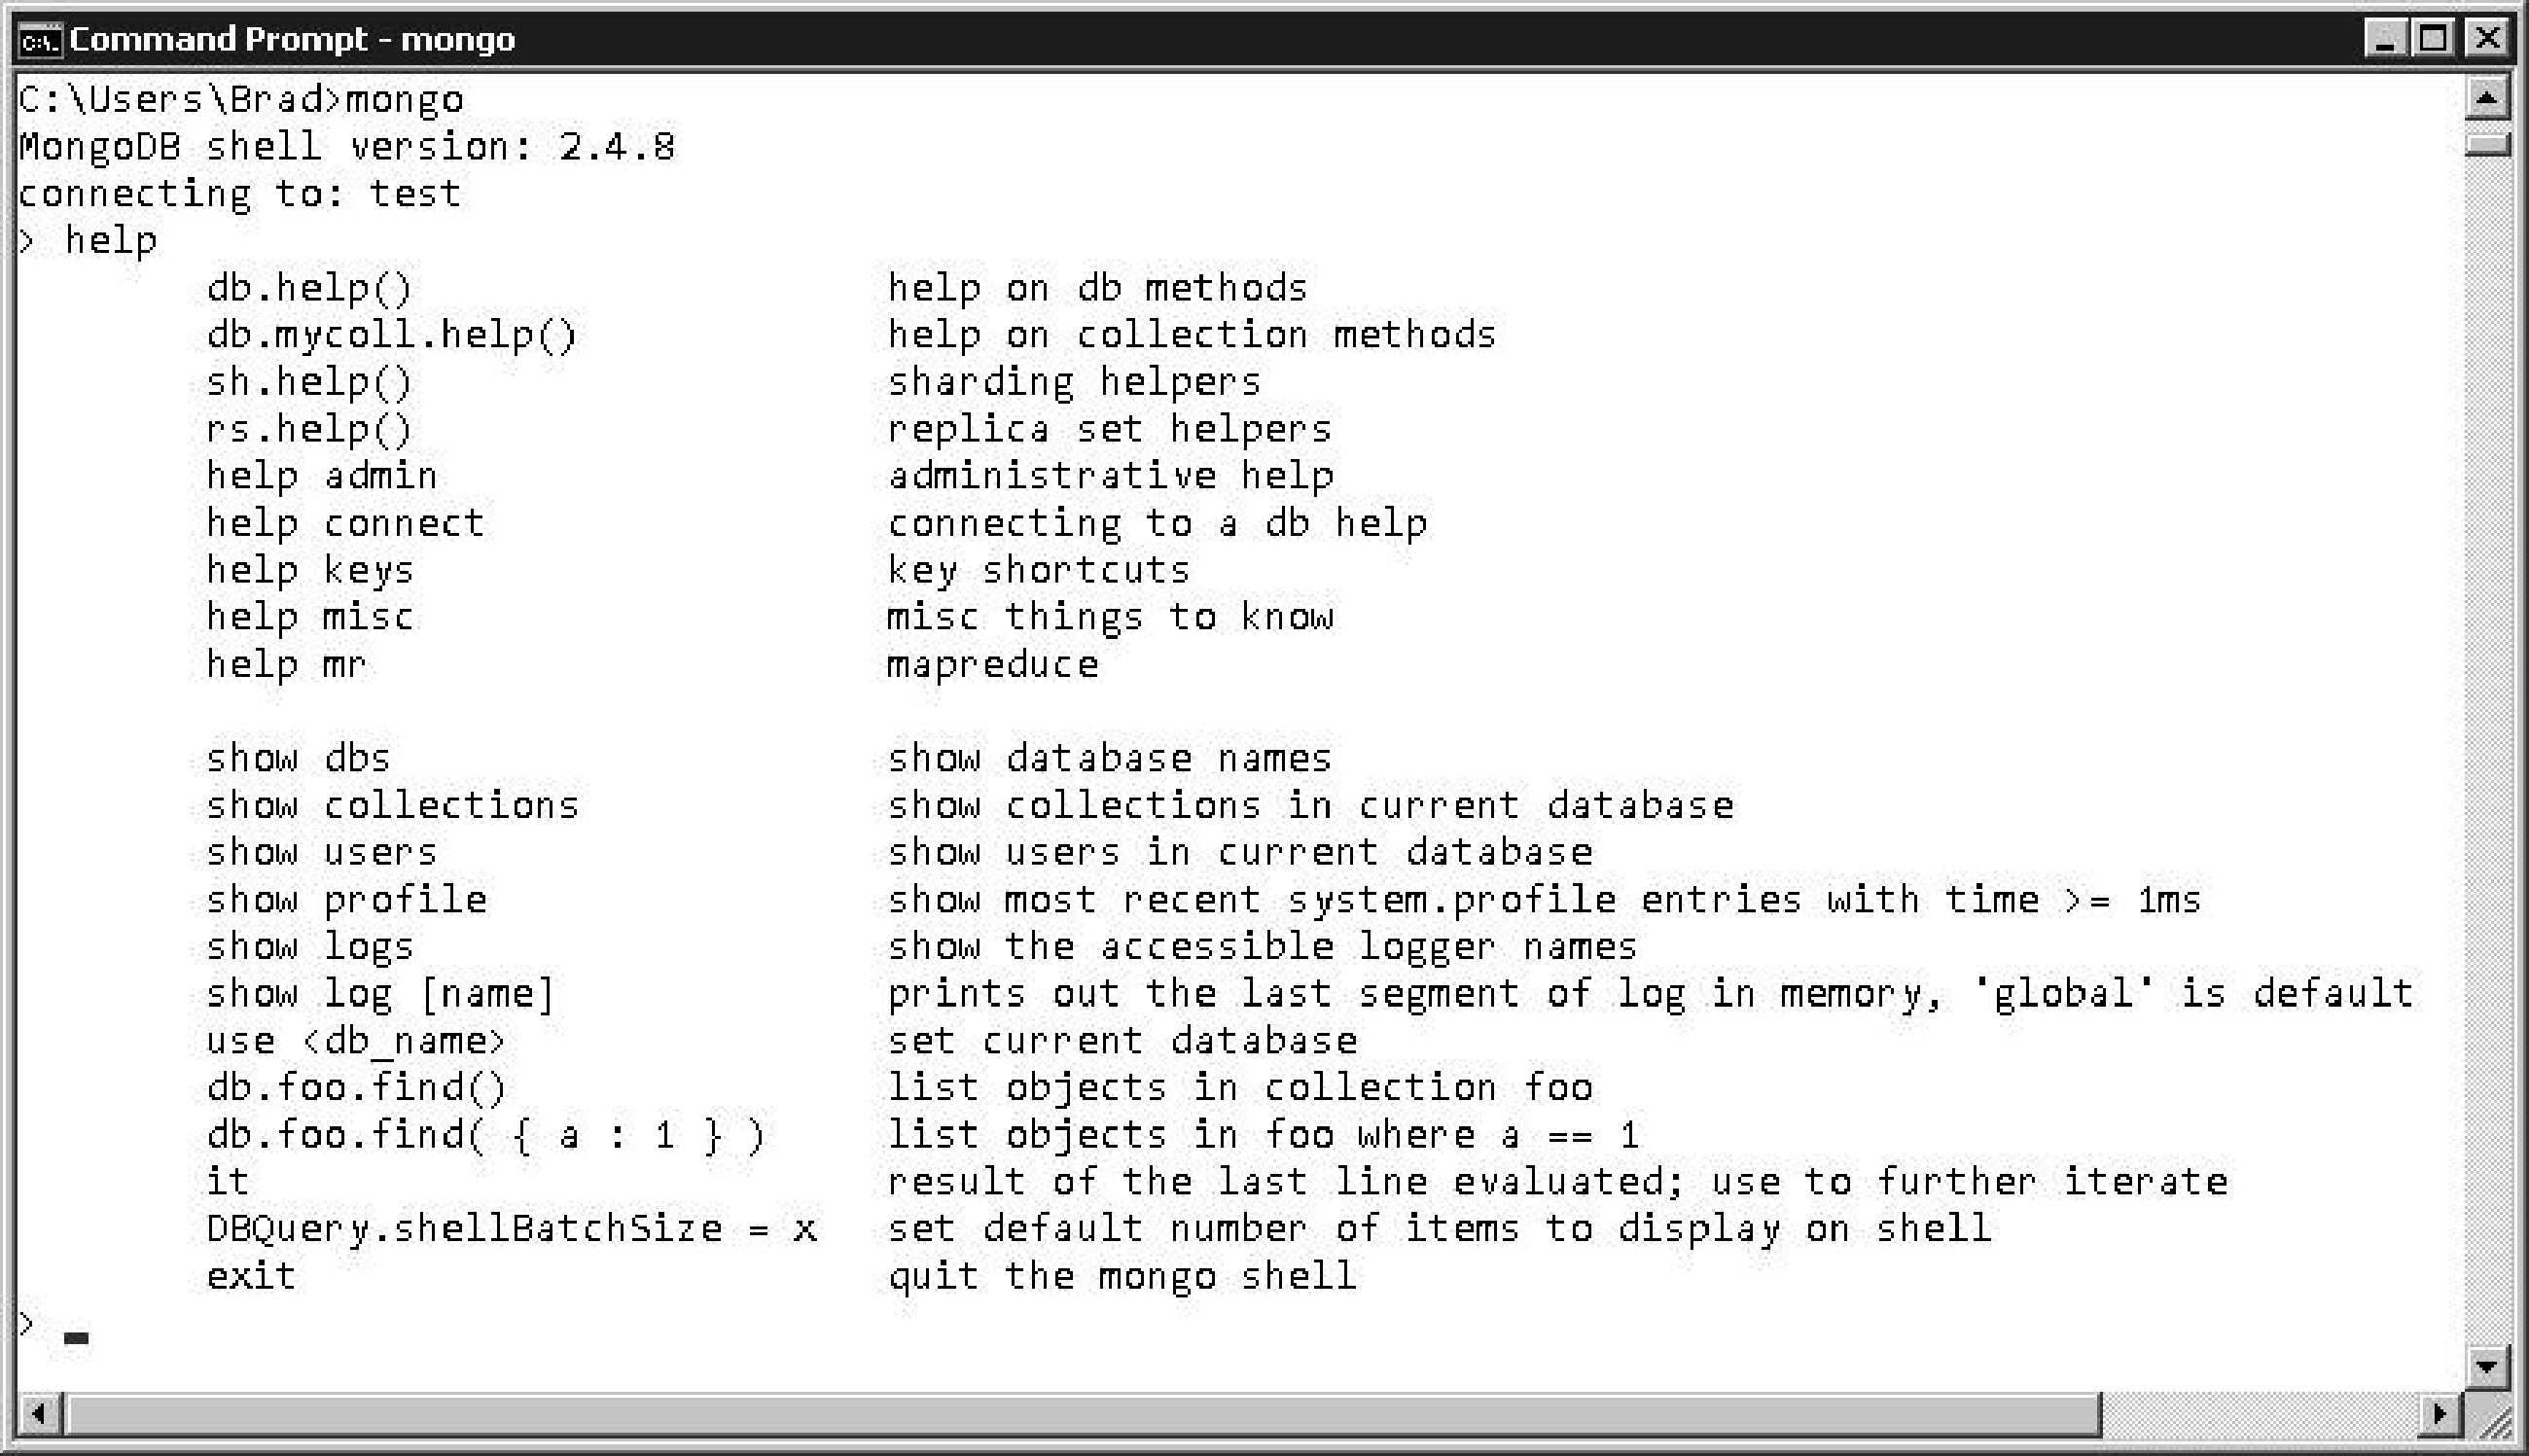 Command Prompt - mongo
C:\Users\Brad>mongo
MongoDB shell version: 2.4.8
connecting to: test
> help
db.help() help on db methods
db.mycoll.help() help on collection methods
sh.help() sharding helpers
rs.help() replica set helpers
help admin administrative help
help connect connecting to a db help
help keys key shortcuts
help misc misc things to know
help mr mapreduce
show dbs show database names
show collections show collections in current database
show users show users in current database
show profile show most recent system.profile entries with time >= 1ms
show logs show the accessible logger names
show log [name] prints out the last segment of log in memory, 'global' is default
use <db_name> set current database
db.foo.find() list objects in collection foo
db.foo.find( { a : 1 } ) list objects in foo where a == 1
it result of the last line evaluated; use to further iterate
DBQuery.shellBatchSize = x set default number of items to display on shell
exit quit the mongo shell
> _